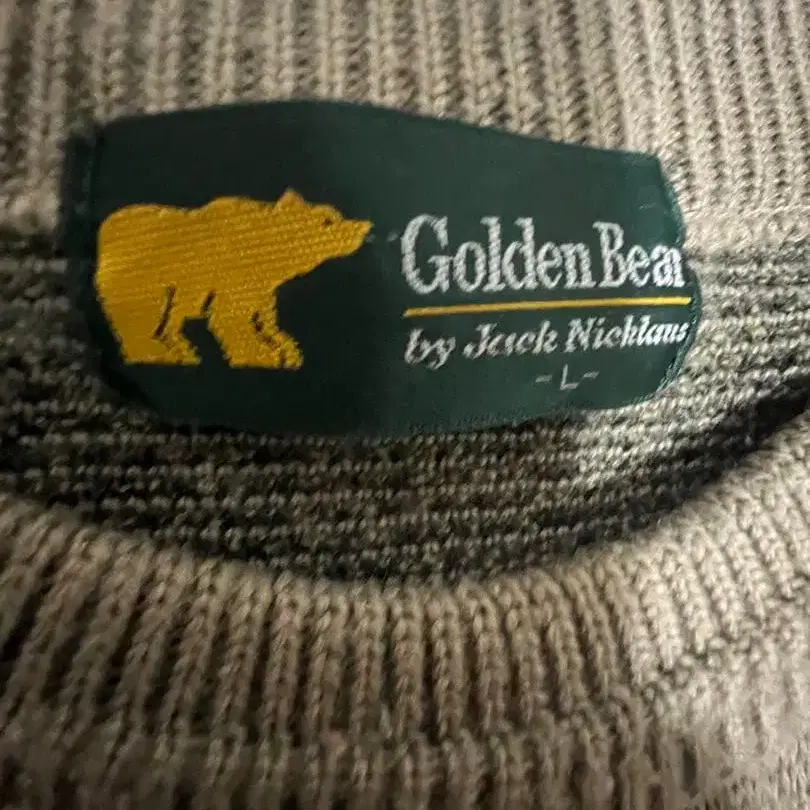 Golden Bear
by Jack Nicklaus
- L -